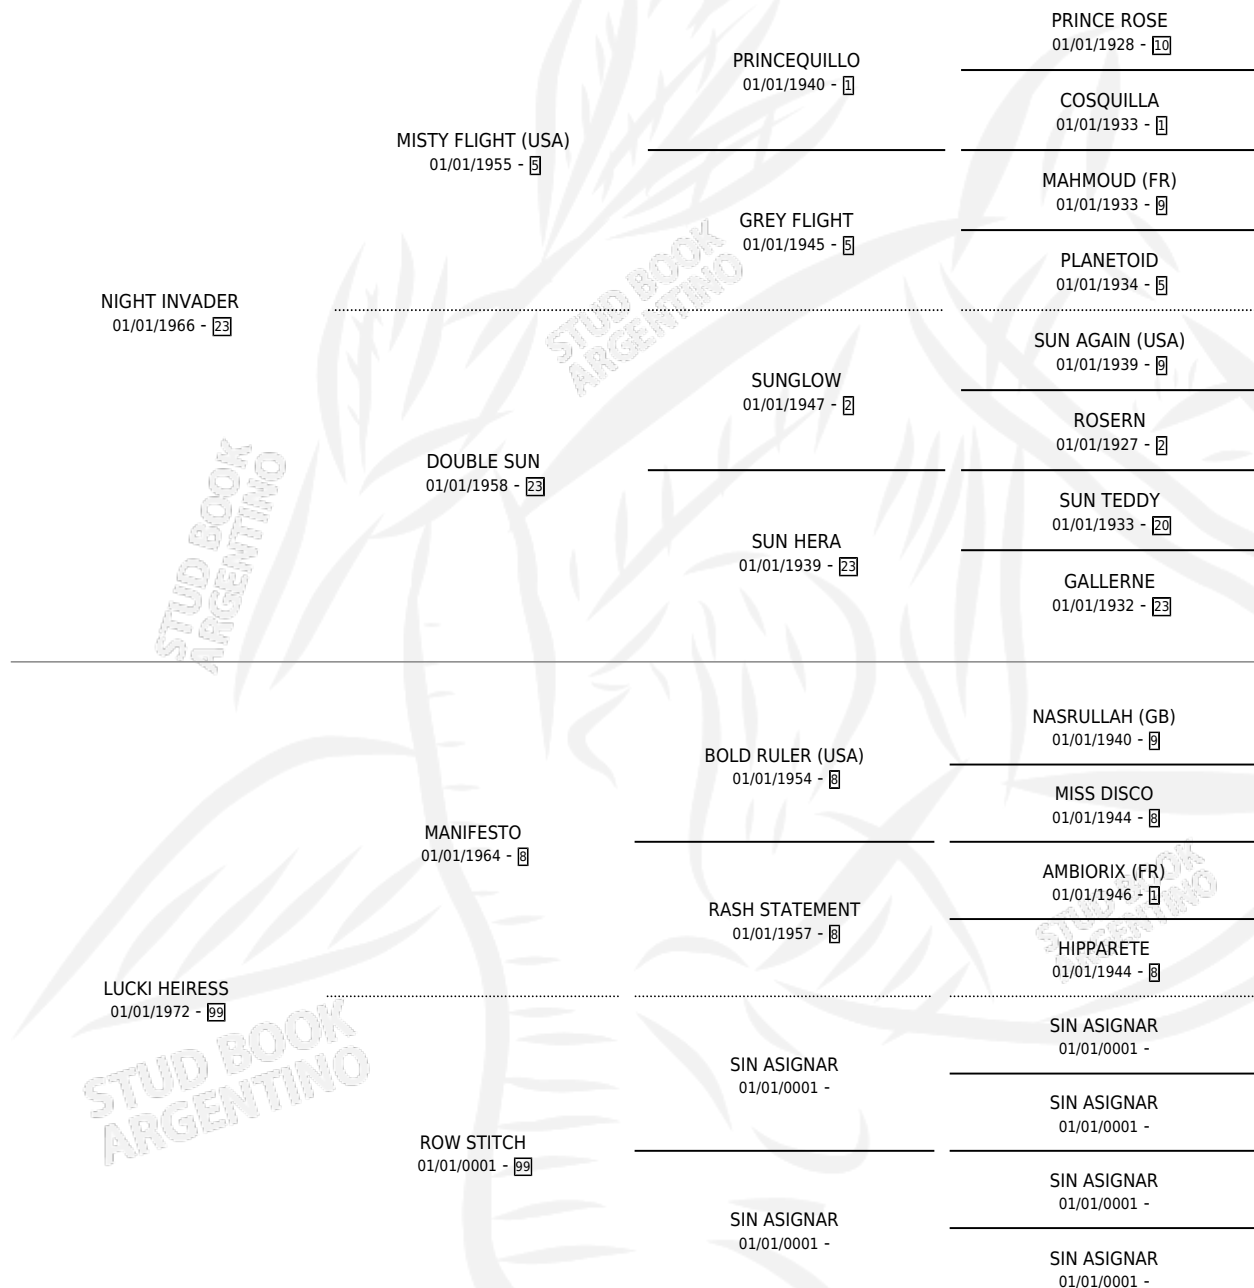 NIGHT INVADER
01/01/1966 - 23
MISTY FLIGHT (USA)
01/01/1955 - 5
DOUBLE SUN
01/01/1958 - 23
PRINCEQUILLO
01/01/1940 - 1
GREY FLIGHT
01/01/1945 - 5
SUNGLOW
01/01/1947 - 2
SUN HERA
01/01/1939 - 23
PRINCE ROSE
01/01/1928 - 10
COSQUILLA
01/01/1933 - 1
MAHMOUD (FR)
01/01/1933 - 9
PLANETOID
01/01/1934 - 5
SUN AGAIN (USA)
01/01/1939 - 9
ROSERN
01/01/1927 - 2
SUN TEDDY
01/01/1933 - 20
GALLERNE
01/01/1932 - 23
LUCKI HEIRESS
01/01/1972 - 99
MANIFESTO
01/01/1964 - 8
ROW STITCH
01/01/0001 - 99
BOLD RULER (USA)
01/01/1954 - 8
RASH STATEMENT
01/01/1957 - 8
SIN ASIGNAR
01/01/0001 -
SIN ASIGNAR
01/01/0001 -
NASRULLAH (GB)
01/01/1940 - 9
MISS DISCO
01/01/1944 - 8
AMBIORIX (FR)
01/01/1946 - 1
HIPPARETE
01/01/1944 - 8
SIN ASIGNAR
01/01/0001 -
SIN ASIGNAR
01/01/0001 -
SIN ASIGNAR
01/01/0001 -
SIN ASIGNAR
01/01/0001 -
STUD BOOK
ARGENTINO
STUD BOOK
ARGENTINO
STUD BOOK
ARGENTINO
STUD BOOK
ARGENTINO